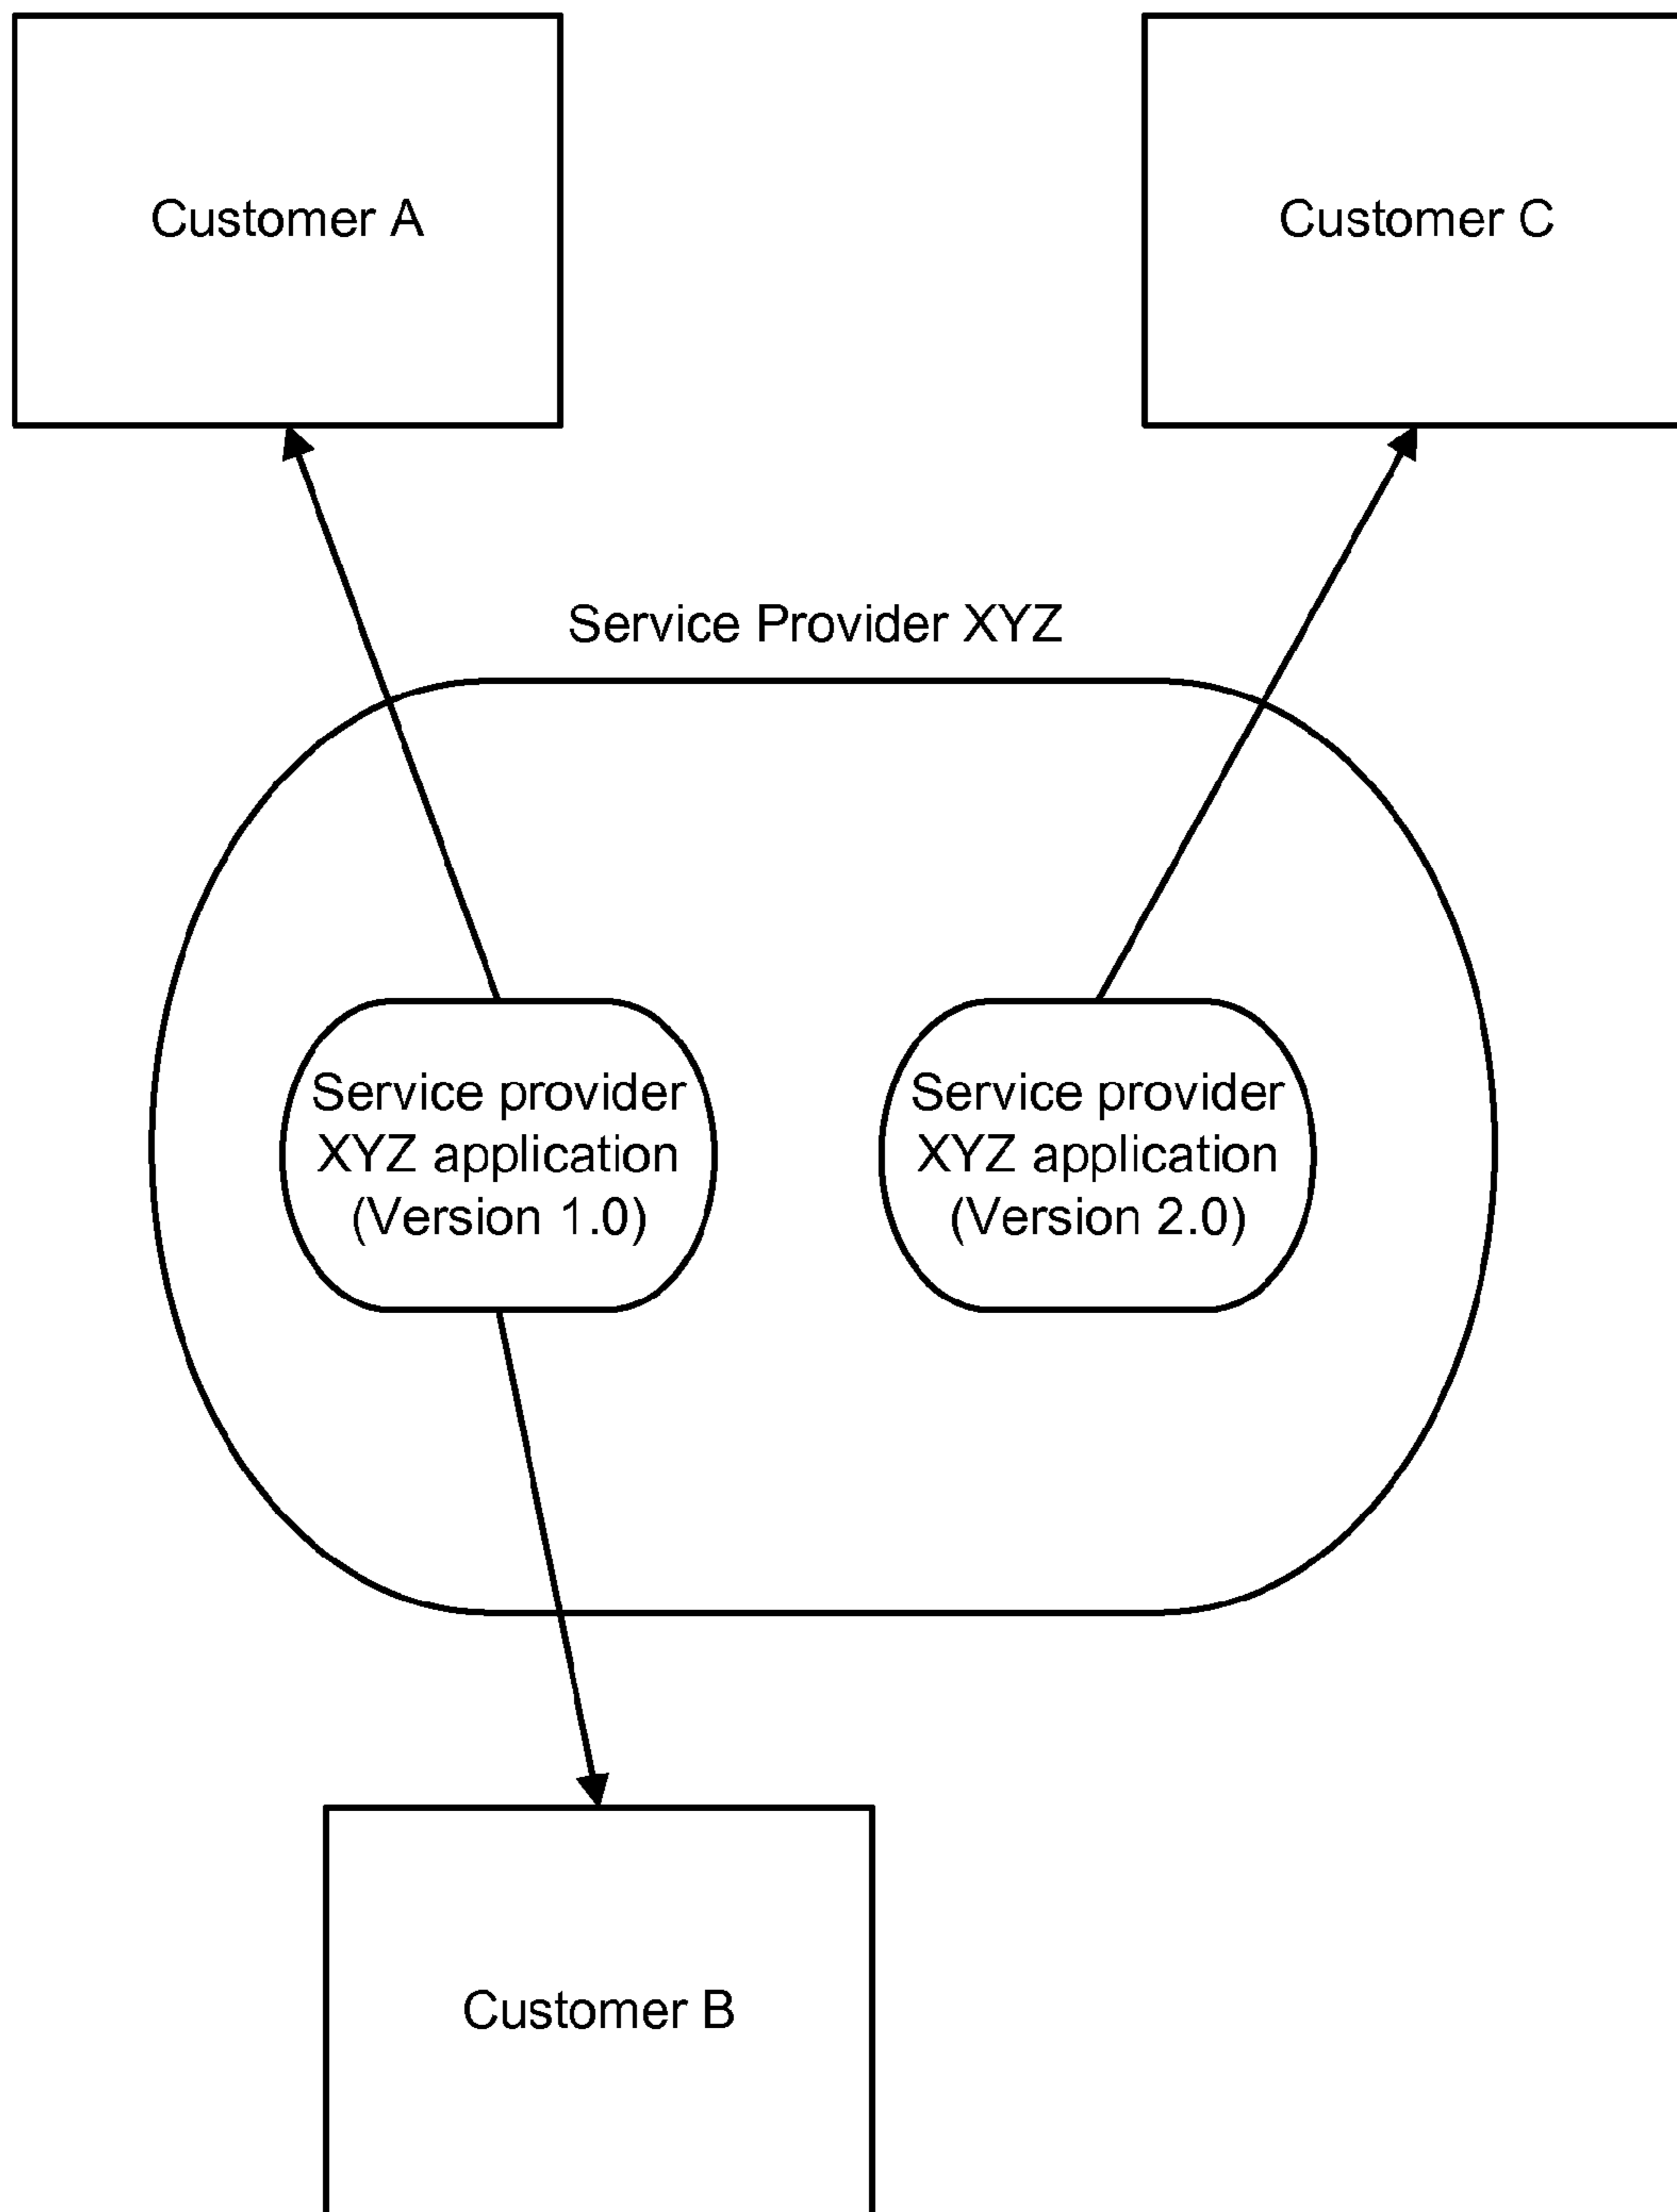 Customer A
Customer C
Service Provider XYZ
Service provider
XYZ application
(Version 1.0)
Service provider
XYZ application
(Version 2.0)
Customer B